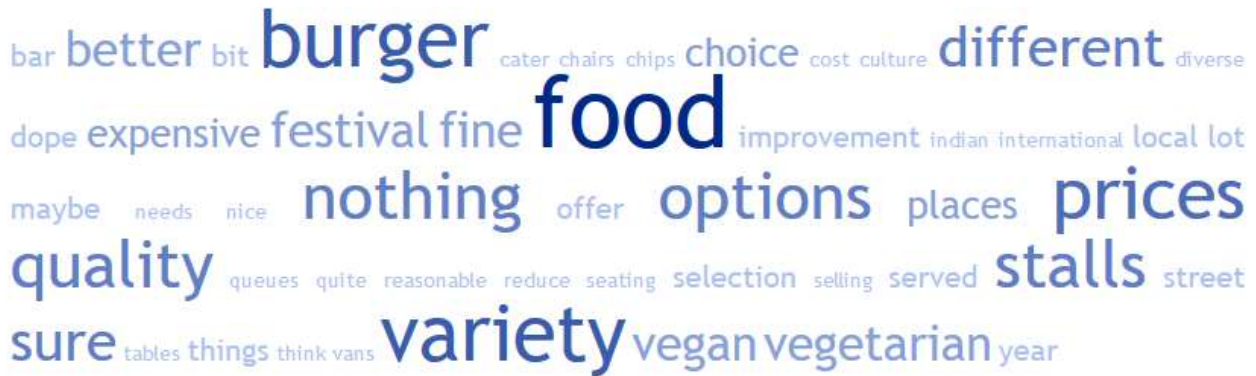 bar better bit burger cater chairs chips choice cost culture different diverse
dope expensive festival fine food improvement indian international local lot
maybe needs nice nothing offer options places prices
quality queues quite reasonable reduce seating selection selling served stalls street
sure tables things think vans variety vegan vegetarian year